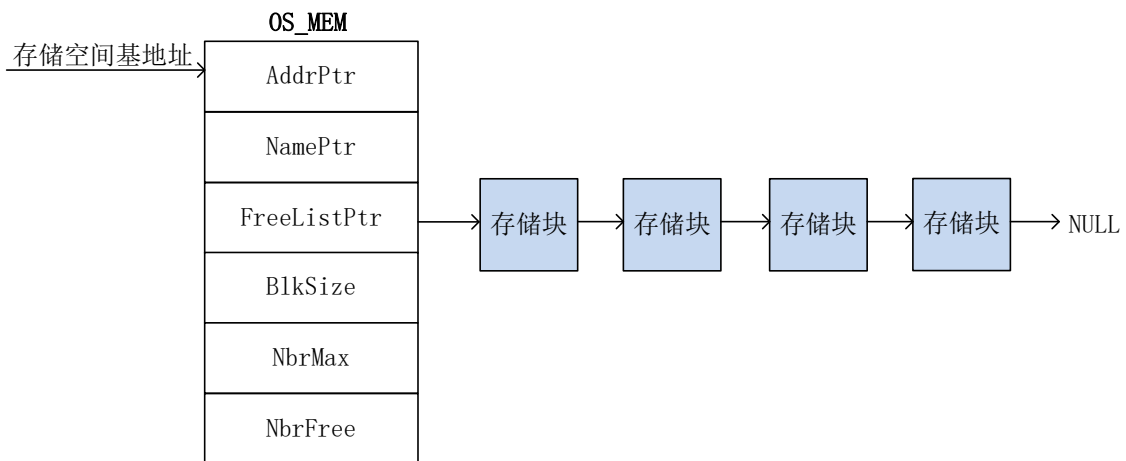 OS_MEM
存储空间基地址
AddrPtr
NamePtr
FreeListPtr
存储块
存储块
存储块
存储块
NULL
BlkSize
NbrMax
NbrFree